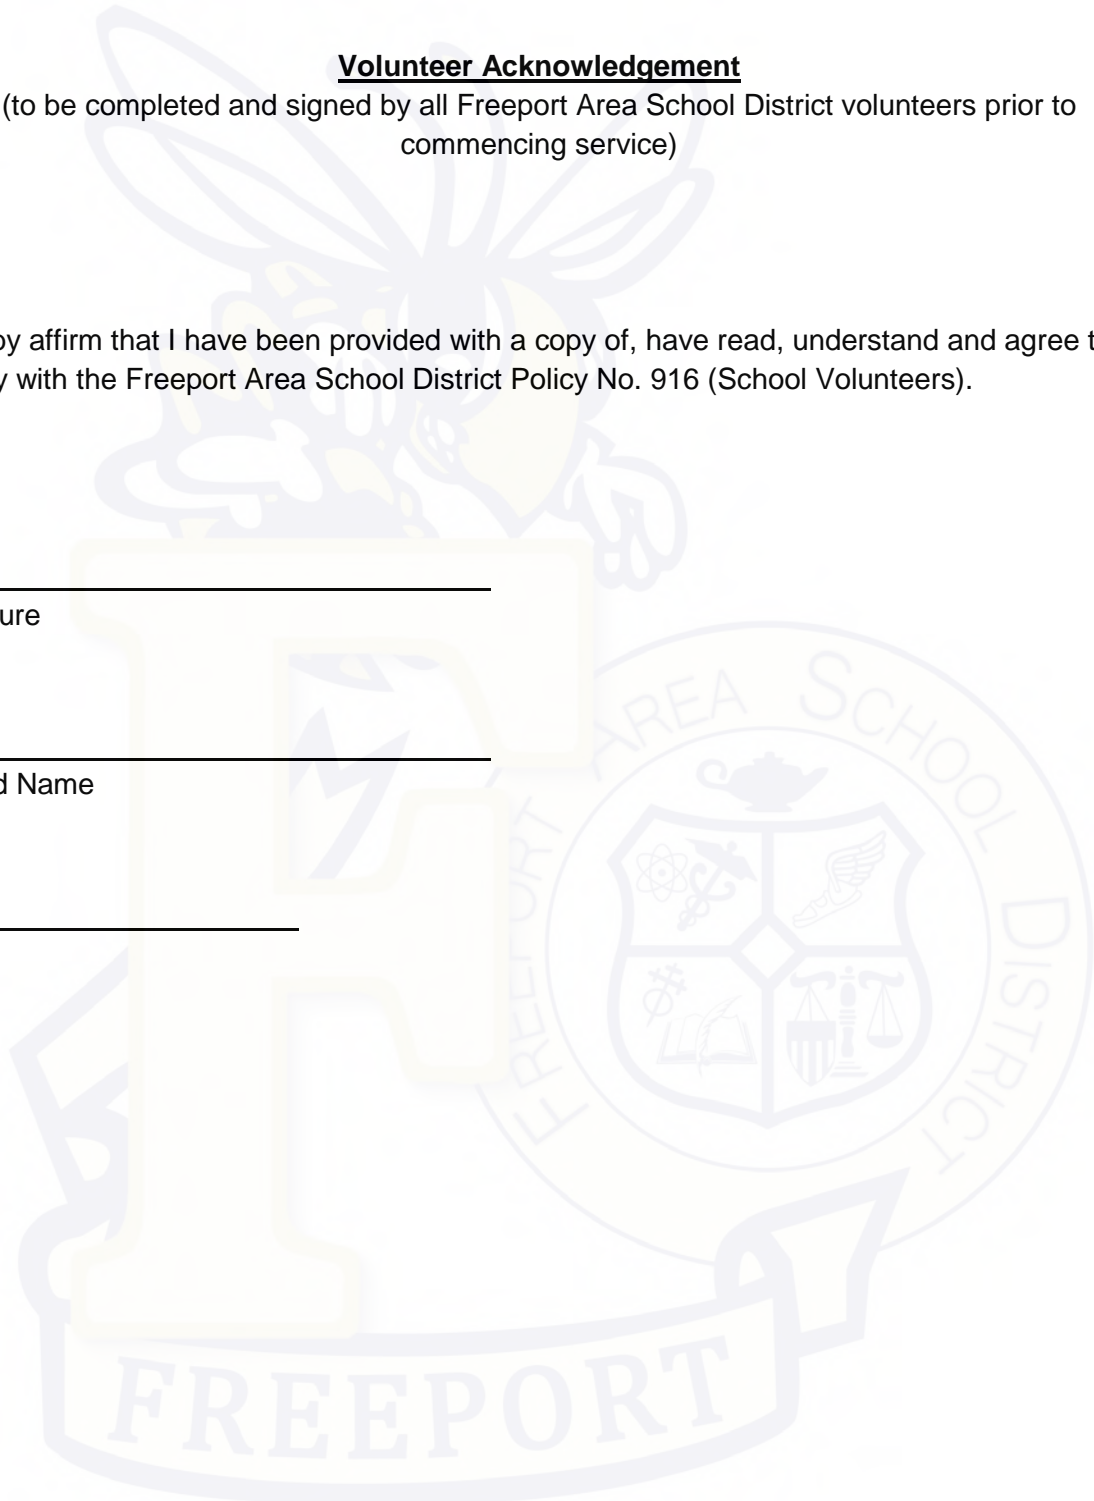 Volunteer Acknowledgement
(to be completed and signed by all Freeport Area School District volunteers prior to
commencing service)
by affirm that I have been provided with a copy of, have read, understand and agree t
y with the Freeport Area School District Policy No. 916 (School Volunteers).
ure
d Name
FREEPORT AREA SCHOOL DISTRICT
FREEPORT